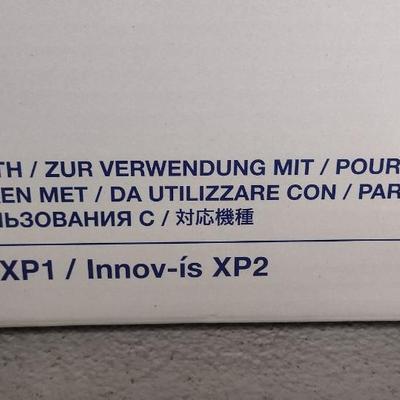 TH / ZUR VERWENDUNG MIT / POUR
EN MET / DA UTILIZZARE CON / PAR
ЛЬЗОВАНИЯ С / 対応機種
XP1 / Innov-ís XP2